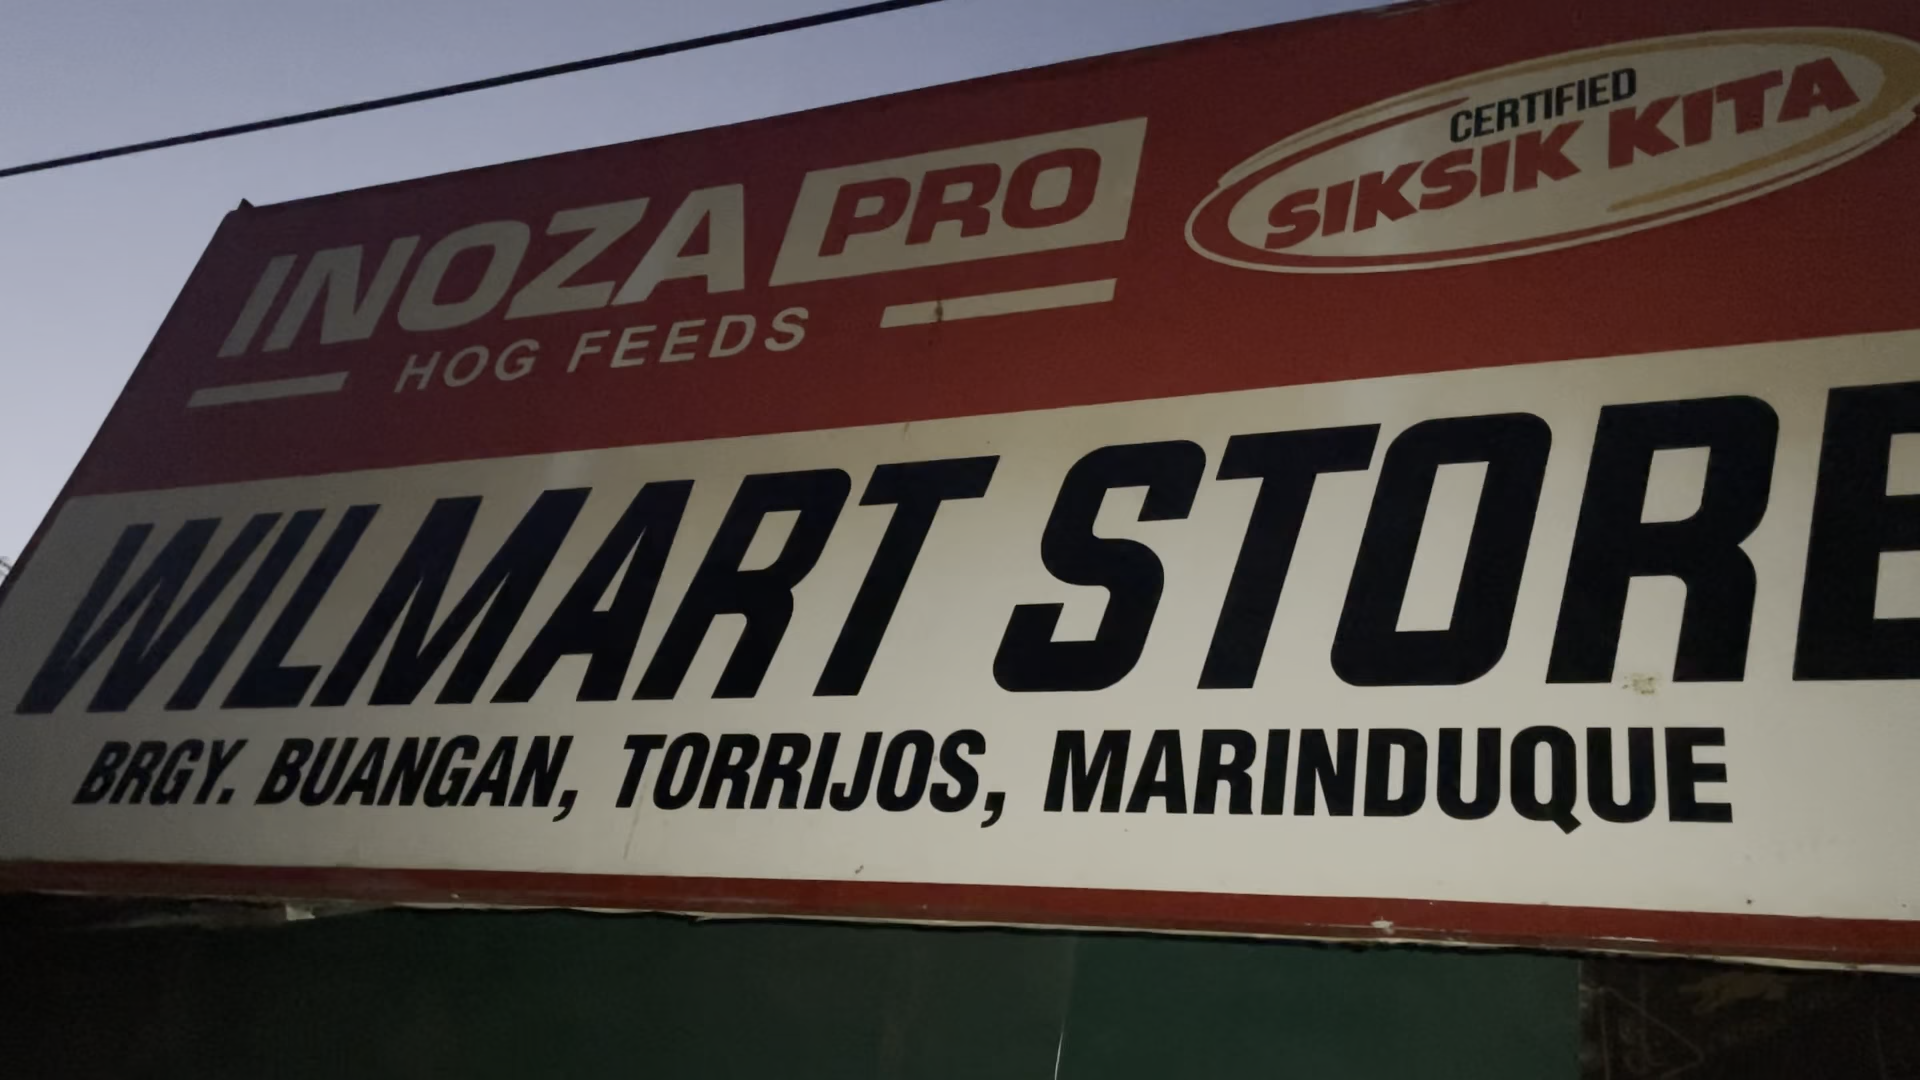 INOZA PRO
HOG FEEDS
CERTIFIED
SIKSIK KITA
WILMART STORE
BRGY. BUANGAN, TORRIJOS, MARINDUQUE